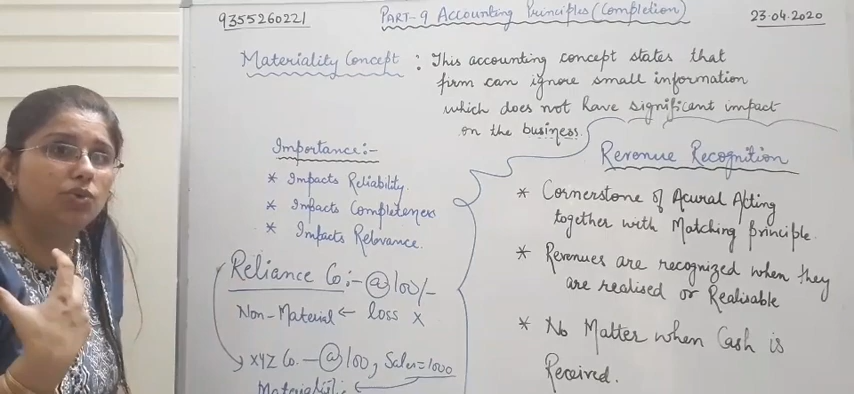 9355260221
PART-9 Accounting Principles (Completion)
23.04.2020
Materiality Concept : This accounting concept states that
firm can ignore small information
which does not have significant impact
on the business.
Importance:-
* Impacts Reliability.
* Impacts Completeness
* Impacts Relevance.
Reliance Co:- @ 100/-
Non-Material ← loss X
XYZ Co. - @ 100, Sales=1000
Revenue Recognition
* Cornerstone of Acural Acting
together with Matching principle.
* Revenues are recognized when they
are realised or Realisable
* No Matter when Cash is
Received.